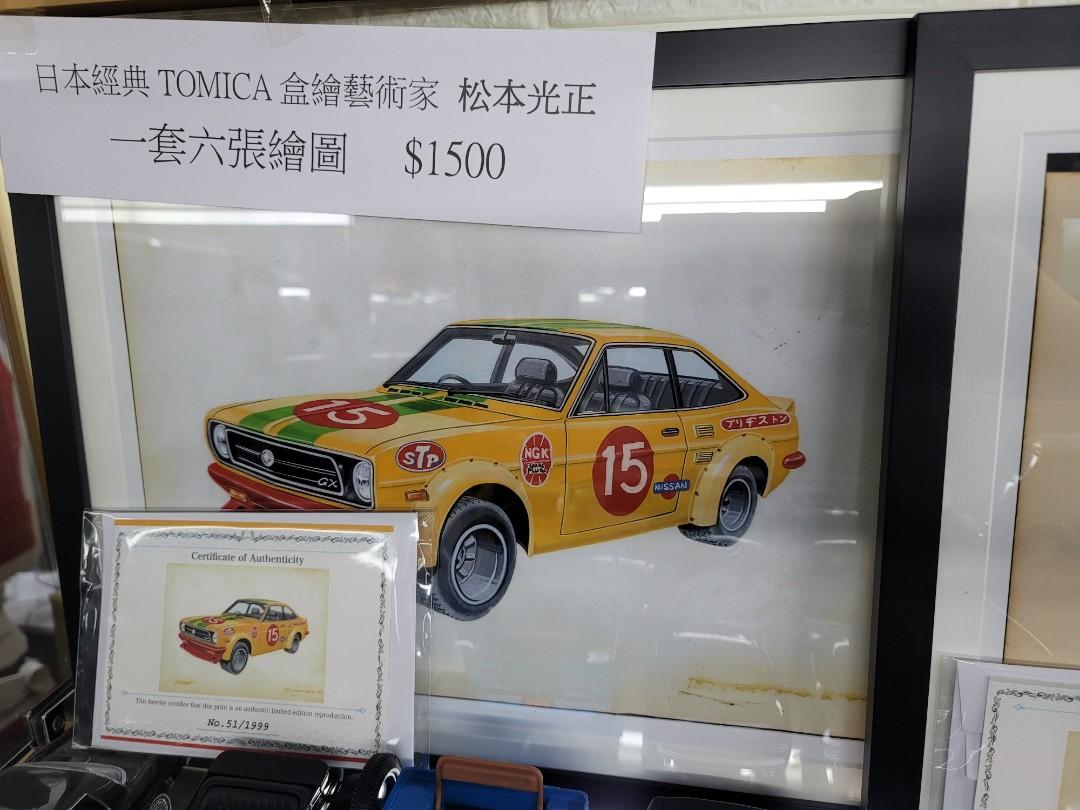 日本經典 TOMICA 盒繪藝術家 松本光正
一套六張繪圖 $1500
15
GX
STP
NGK
15
NISSAN
ブリヂストン
Certificate of Authenticity
15
This hereby certifies that this print is an authentic limited edition reproduction.
No.51/1999